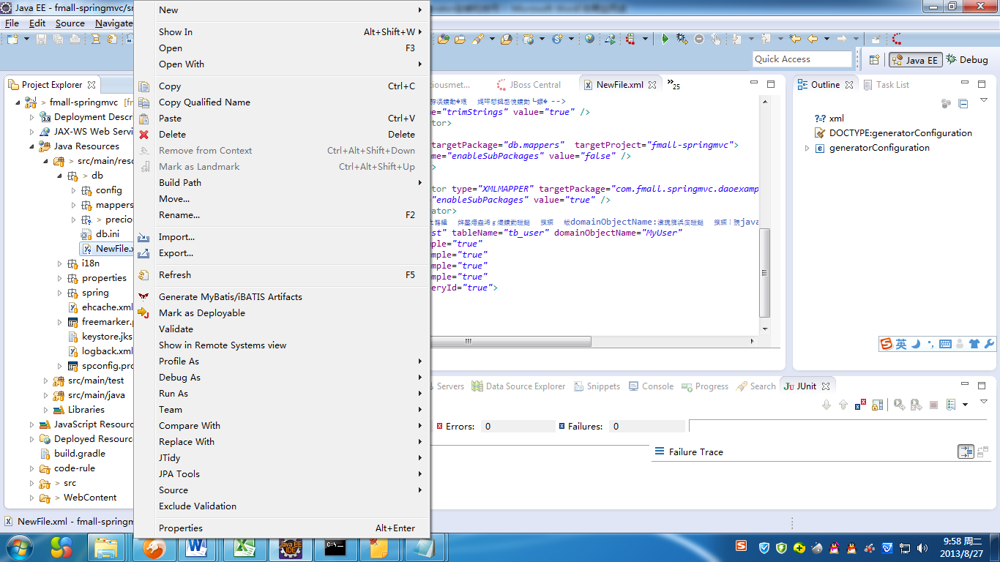 Java EE - fmall-springmvc/sr
File Edit Source Navigate
Quick Access
Java EE
Debug
Project Explorer
fmall-springmvc
Deployment Descr
JAX-WS Web Servi
Java Resources
> src/main/reso
> db
config
mappers
> preciou
db.ini
NewFile.x
i18n
properties
spring
ehcache.xml
freemarker.p
keystore.jks
logback.xml
spconfig.pro
src/main/test
src/main/java
Libraries
JavaScript Resourc
Deployed Resourc
build.gradle
code-rule
> src
> WebContent
NewFile.xml - fmall-springm
New
Show In Alt+Shift+W
Open F3
Open With
Copy Ctrl+C
Copy Qualified Name
Paste Ctrl+V
Delete Delete
Remove from Context Ctrl+Alt+Shift+Down
Mark as Landmark Ctrl+Alt+Shift+Up
Build Path
Move...
Rename... F2
Import...
Export...
Refresh F5
Generate MyBatis/iBATIS Artifacts
Mark as Deployable
Validate
Show in Remote Systems view
Profile As
Debug As
Run As
Team
Compare With
Replace With
JTidy
JPA Tools
Source
Exclude Validation
Properties Alt+Enter
iousmet...
JBoss Central
NewFile.xml
»25
-->
e="trimStrings" value="true" />
tor>
targetPackage="db.mappers" targetProject="fmall-springmvc">
me="enableSubPackages" value="false" />
>
tor type="XMLMAPPER" targetPackage="com.fmall.springmvc.daoexamp
"enableSubPackages" value="true" />
rator>
domainObjectName: java
st" tableName="tb_user" domainObjectName="MyUser"
mple="true"
mple="true"
mple="true"
mple="true"
eryId="true">
Outline
Task List
xml
DOCTYPE:generatorConfiguration
generatorConfiguration
英
Servers
Data Source Explorer
Snippets
Console
Progress
Search
JUnit
Errors: 0
Failures: 0
Failure Trace
9:58 周二
2013/8/27